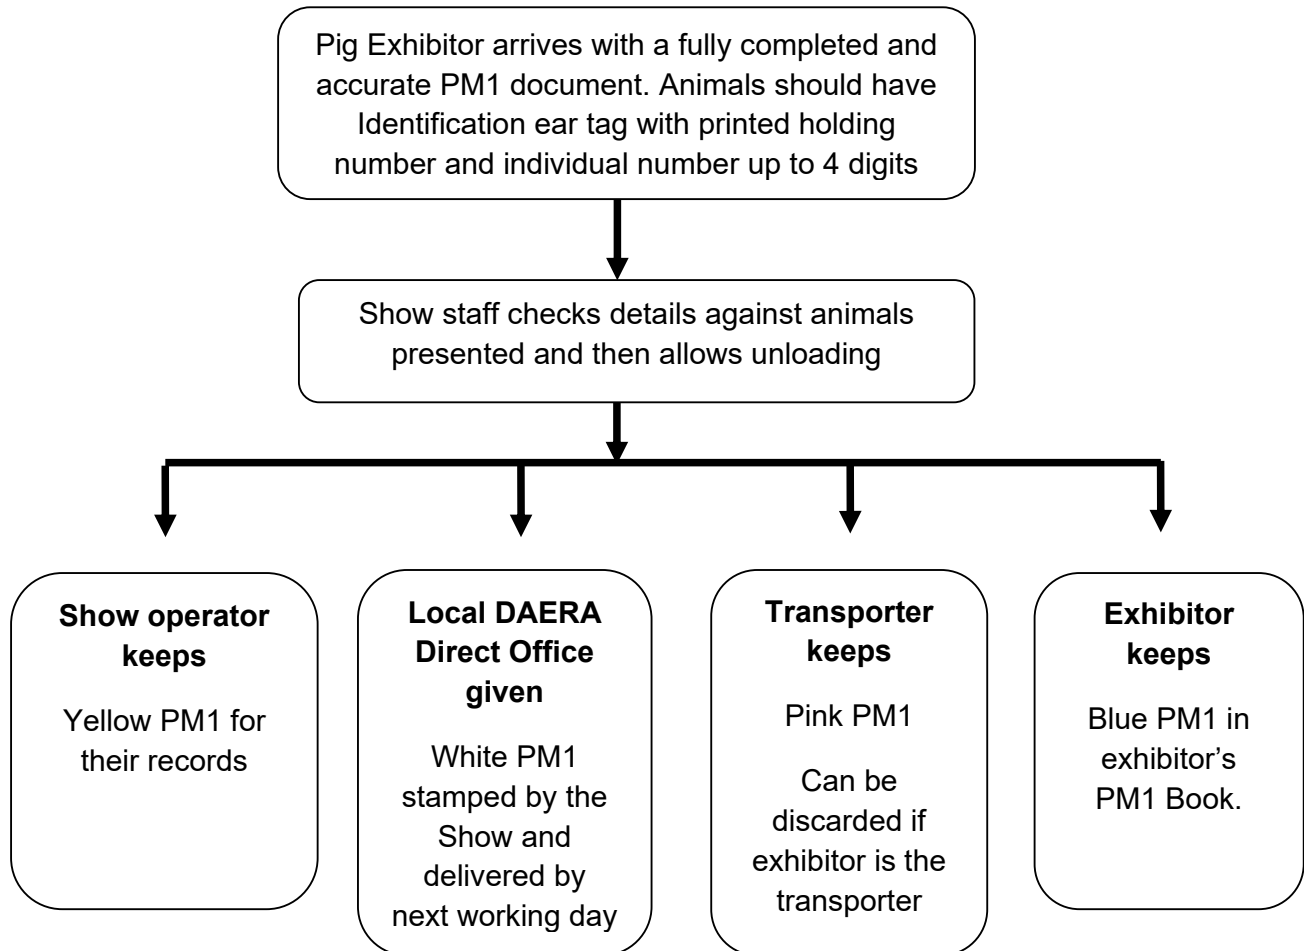 Pig Exhibitor arrives with a fully completed and
accurate PM1 document. Animals should have
Identification ear tag with printed holding
number and individual number up to 4 digits
Show staff checks details against animals
presented and then allows unloading
Show operator
keeps
Yellow PM1 for
their records
Local DAERA
Direct Office
given
White PM1
stamped by the
Show and
delivered by
next working day
Transporter
keeps
Pink PM1
Can be
discarded if
exhibitor is the
transporter
Exhibitor
keeps
Blue PM1 in
exhibitor’s
PM1 Book.